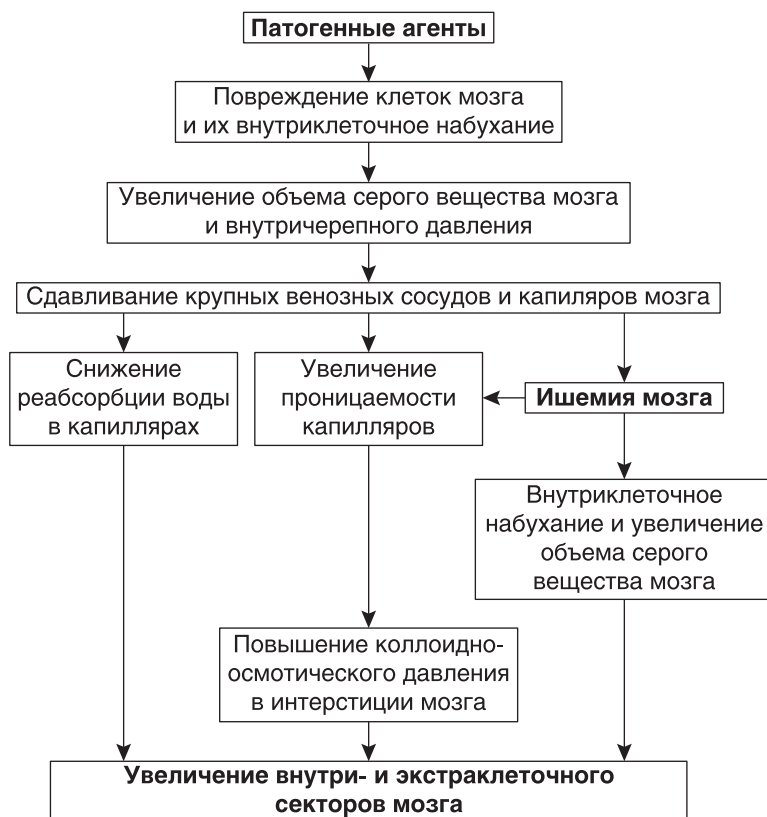 Патогенные агенты
Повреждение клеток мозга
и их внутриклеточное набухание
Увеличение объема серого вещества мозга
и внутричерепного давления
Сдавливание крупных венозных сосудов и капиляров мозга
Снижение
реабсорбции воды
в капиллярах
Увеличение
проницаемости
капилляров
Ишемия мозга
Внутриклеточное
набухание и увеличение
объема серого
вещества мозга
Повышение коллоидно-
осмотического давления
в интерстиции мозга
Увеличение внутри- и экстраклеточного
секторов мозга